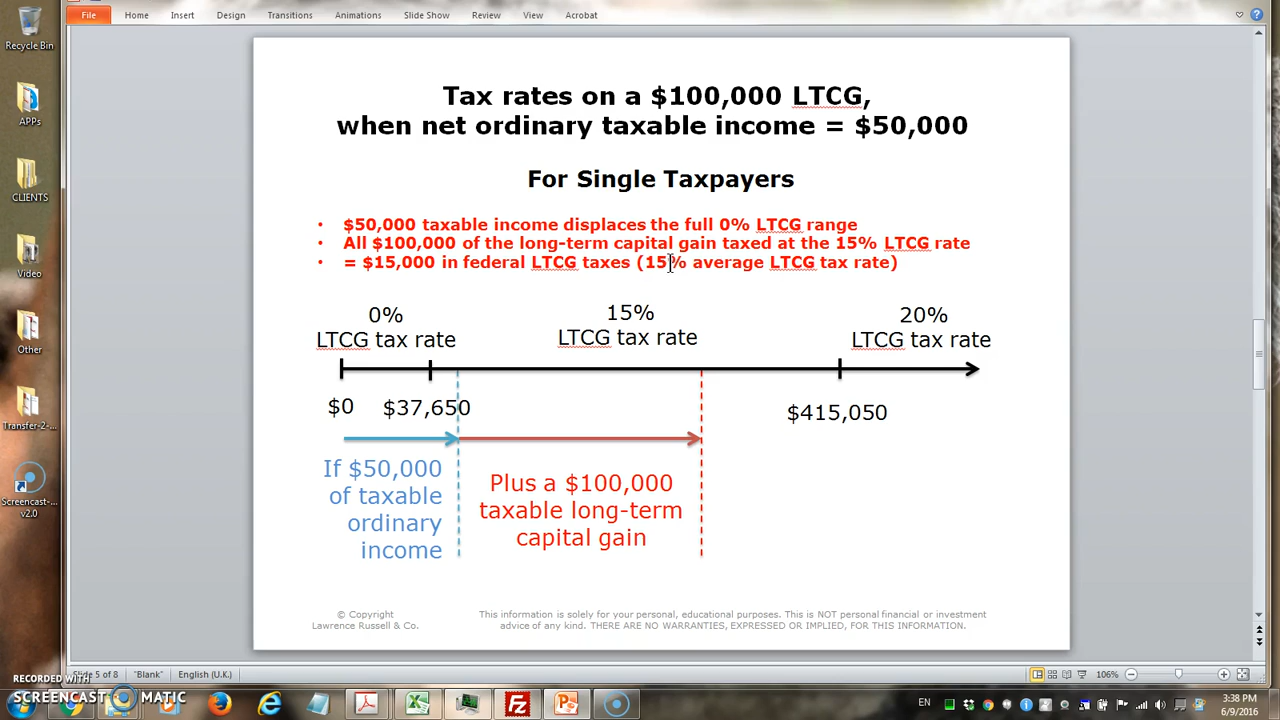 File Home Insert Design Transitions Animations Slide Show Review View Acrobat
Recycle Bin
APPs
CLIENTS
Video
Other
Transfer-2-...
Screencast-...
v2.0
Tax rates on a $100,000 LTCG,
when net ordinary taxable income = $50,000
For Single Taxpayers
• $50,000 taxable income displaces the full 0% LTCG range
• All $100,000 of the long-term capital gain taxed at the 15% LTCG rate
• = $15,000 in federal LTCG taxes (15% average LTCG tax rate)
0%
LTCG tax rate
15%
LTCG tax rate
20%
LTCG tax rate
$0
$37,650
$415,050
If $50,000
of taxable
ordinary
income
Plus a $100,000
taxable long-term
capital gain
© Copyright
Lawrence Russell & Co.
This information is solely for your personal, educational purposes. This is NOT personal financial or investment
advice of any kind. THERE ARE NO WARRANTIES, EXPRESSED OR IMPLIED, FOR THIS INFORMATION.
Slide 5 of 8 "Blank" English (U.K.) 106%
RECORDED WITH
SCREENCAST MATIC
EN
3:38 PM
6/9/2016